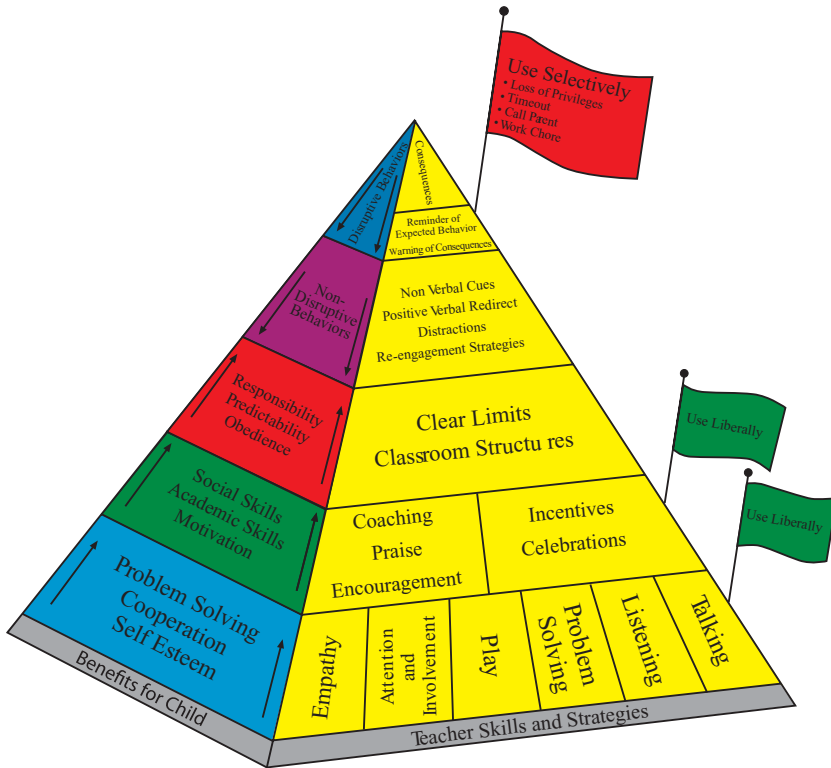 Use Selectively
• Loss of Privileges
• Timeout
• Call Parent
• Work Chore
Consequences
Disruptive Behaviors
Reminder of
Expected Behavior
Warning of Consequences
Non-
Disruptive
Behaviors
Non Verbal Cues
Positive Verbal Redirect
Distractions
Re-engagement Strategies
Responsibility
Predictability
Obedience
Clear Limits
Classroom Structu res
Use Liberally
Social Skills
Academic Skills
Motivation
Coaching
Praise
Encouragement
Incentives
Celebrations
Use Liberally
Problem Solving
Cooperation
Self Esteem
Empathy
Attention
and
Involvement
Play
Problem
Solving
Listening
Talking
Benefits for Child
Teacher Skills and Strategies